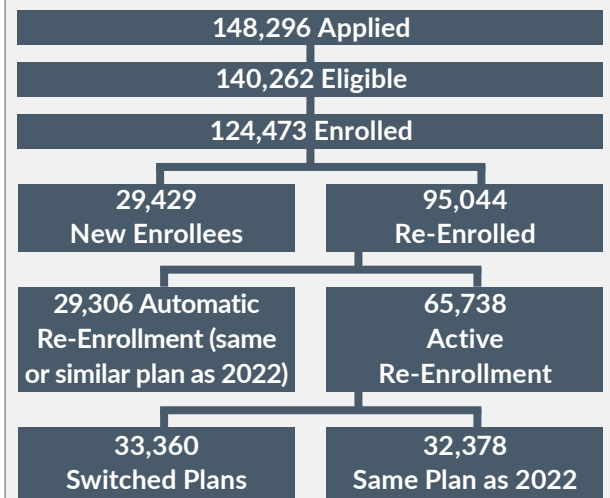 148,296 Applied
140,262 Eligible
124,473 Enrolled
29,429
New Enrollees
95,044
Re-Enrolled
29,306 Automatic
Re-Enrollment (same
or similar plan as 2022)
65,738
Active
Re-Enrollment
33,360
Switched Plans
32,378
Same Plan as 2022